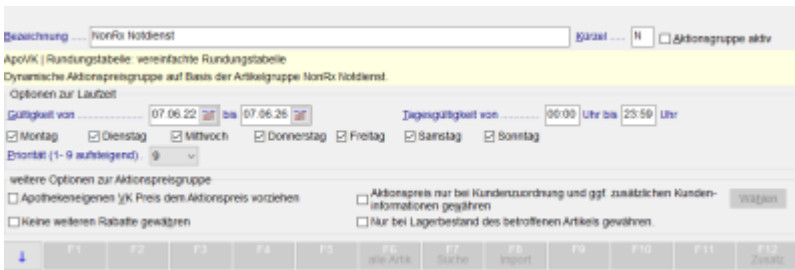 Bezeichnung .... NonRx Notdienst Kürzel .... N Aktionsgruppe aktiv
ApoVK | Rundungstabelle: vereinfachte Rundungstabelle
Dynamische Aktionspreisgruppe auf Basis der Artikelgruppe NonRx Notdienst.
Optionen zur Laufzeit
Gültigkeit von .................. 07.06.22 bis 07.06.26 Tagesgültigkeit von ................ 00:00 Uhr bis 23:59 Uhr
Montag Dienstag Mittwoch Donnerstag Freitag Samstag Sonntag
Priorität (1- 9 aufsteigend). 9
weitere Optionen zur Aktionspreisgruppe
Apothekeneigenen VK Preis dem Aktionspreis vorziehen
Aktionspreis nur bei Kundenzuordnung und ggf. zusätzlichen Kunden-
informationen gewähren
Wählen
Keine weiteren Rabatte gewähren
Nur bei Lagerbestand des betroffenen Artikels gewähren.
F1 F2 F3 F4 F5 F6 F7 F8 F9 F10 F11 F12
alle Artik Suche Import Zusatz